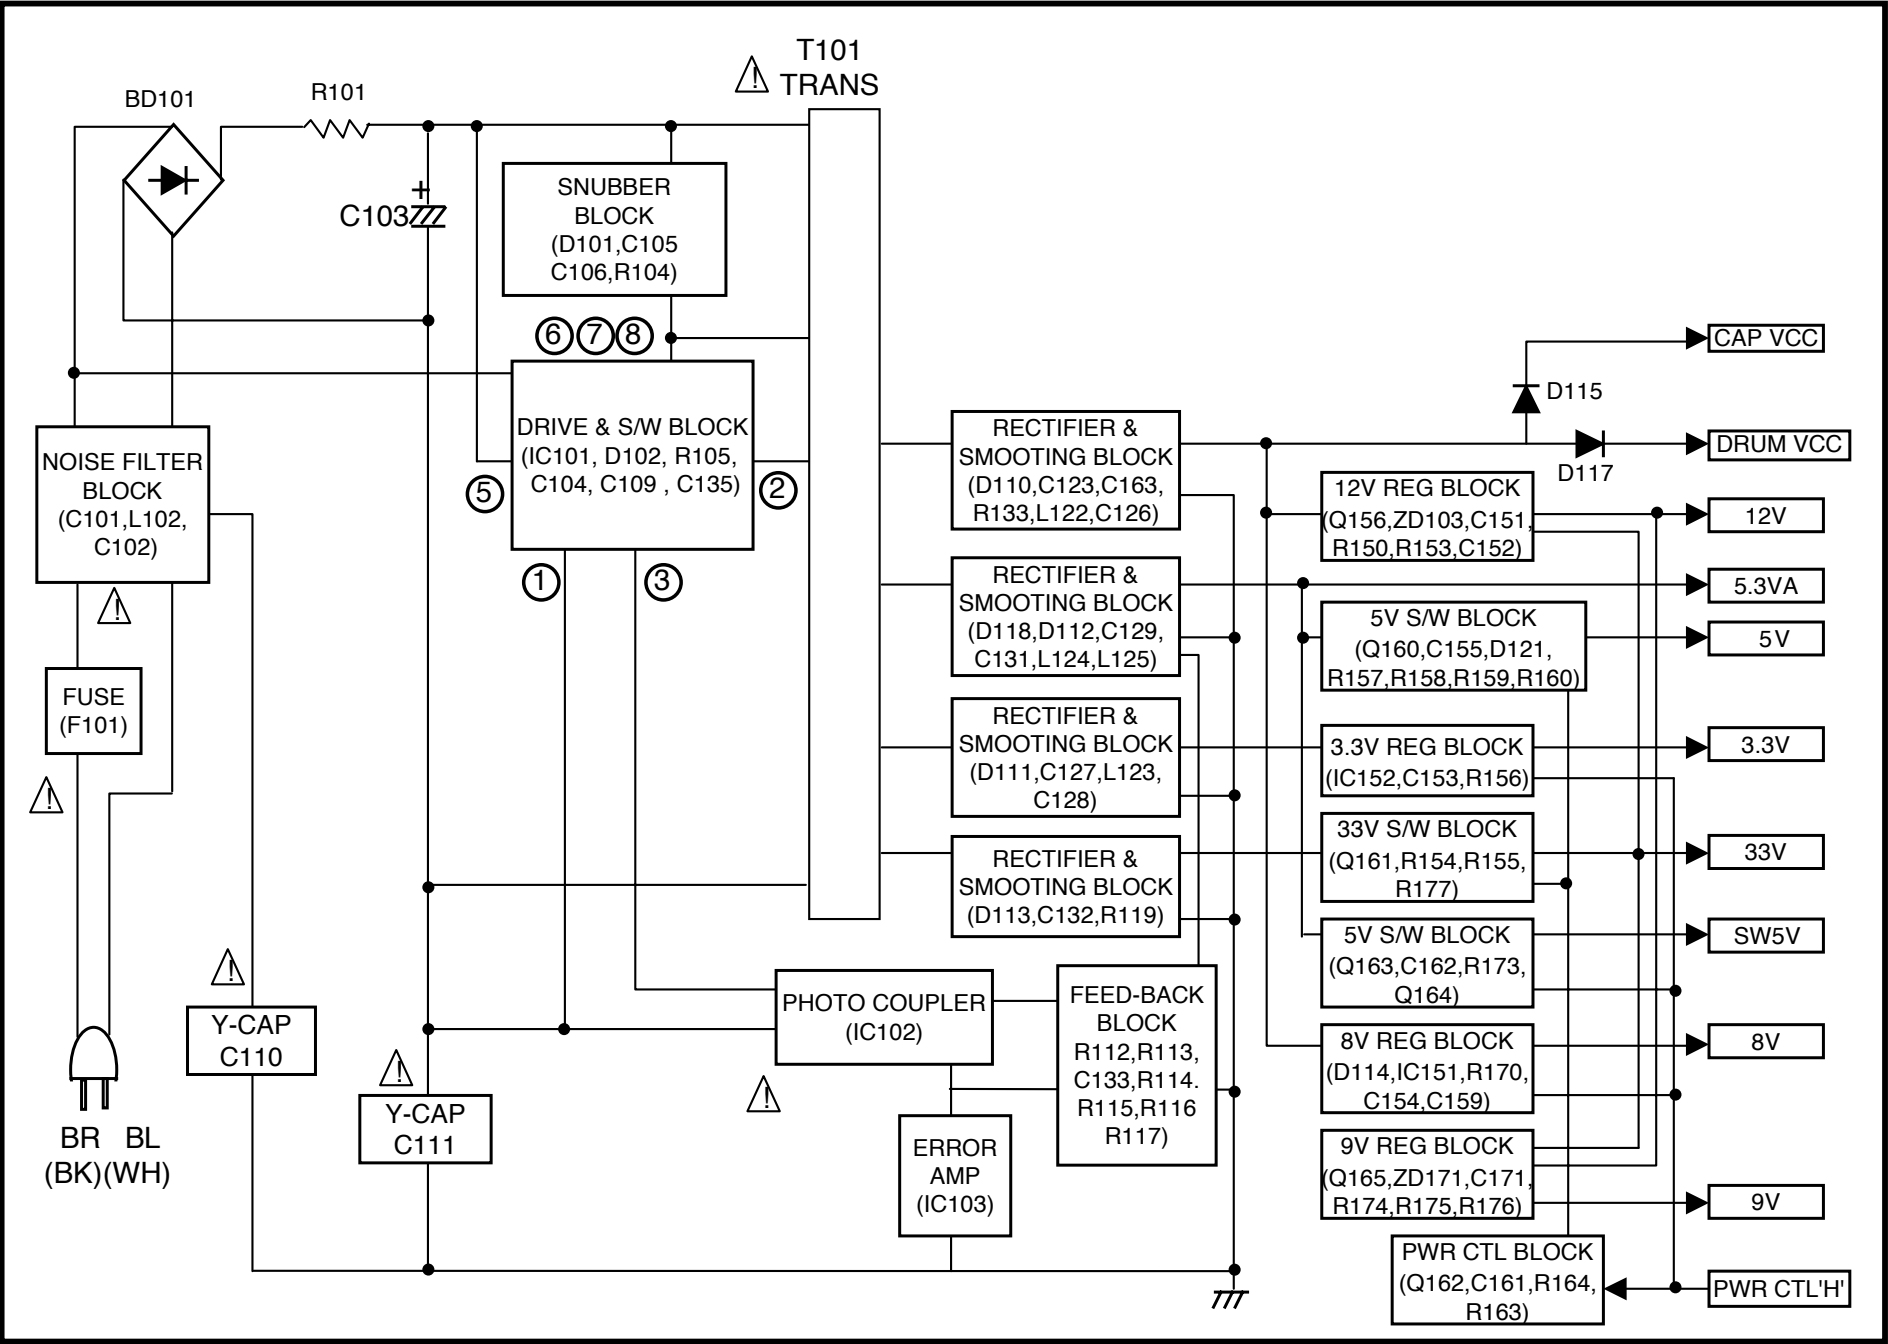 T101
TRANS
BD101
R101
C103
SNUBBER
BLOCK
(D101,C105
C106,R104)
6 7 8
DRIVE & S/W BLOCK
(IC101, D102, R105,
C104, C109 , C135)
5
2
1
3
NOISE FILTER
BLOCK
(C101,L102,
C102)
FUSE
(F101)
BR BL
(BK)(WH)
Y-CAP
C110
Y-CAP
C111
PHOTO COUPLER
(IC102)
ERROR
AMP
(IC103)
FEED-BACK
BLOCK
R112,R113,
C133,R114.
R115,R116
R117)
RECTIFIER &
SMOOTING BLOCK
(D110,C123,C163,
R133,L122,C126)
RECTIFIER &
SMOOTING BLOCK
(D118,D112,C129,
C131,L124,L125)
RECTIFIER &
SMOOTING BLOCK
(D111,C127,L123,
C128)
RECTIFIER &
SMOOTING BLOCK
(D113,C132,R119)
D115
D117
12V REG BLOCK
(Q156,ZD103,C151,
R150,R153,C152)
5V S/W BLOCK
(Q160,C155,D121,
R157,R158,R159,R160)
3.3V REG BLOCK
(IC152,C153,R156)
33V S/W BLOCK
(Q161,R154,R155,
R177)
5V S/W BLOCK
(Q163,C162,R173,
Q164)
8V REG BLOCK
(D114,IC151,R170,
C154,C159)
9V REG BLOCK
(Q165,ZD171,C171,
R174,R175,R176)
PWR CTL BLOCK
(Q162,C161,R164,
R163)
CAP VCC
DRUM VCC
12V
5.3VA
5V
3.3V
33V
SW5V
8V
9V
PWR CTL'H'